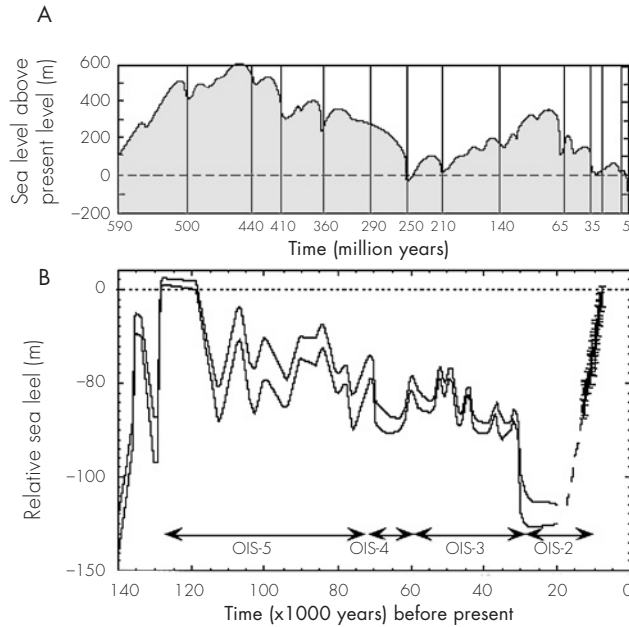 A
Sea level above
present level (m)
600
400
200
0
−200
590
500
440
410
360
290
250
210
140
65
35
5
Time (million years)
B
Relative sea leel (m)
0
−80
−100
−150
OIS-5
OIS-4
OIS-3
OIS-2
140
120
100
80
60
40
20
0
Time (x1000 years) before present